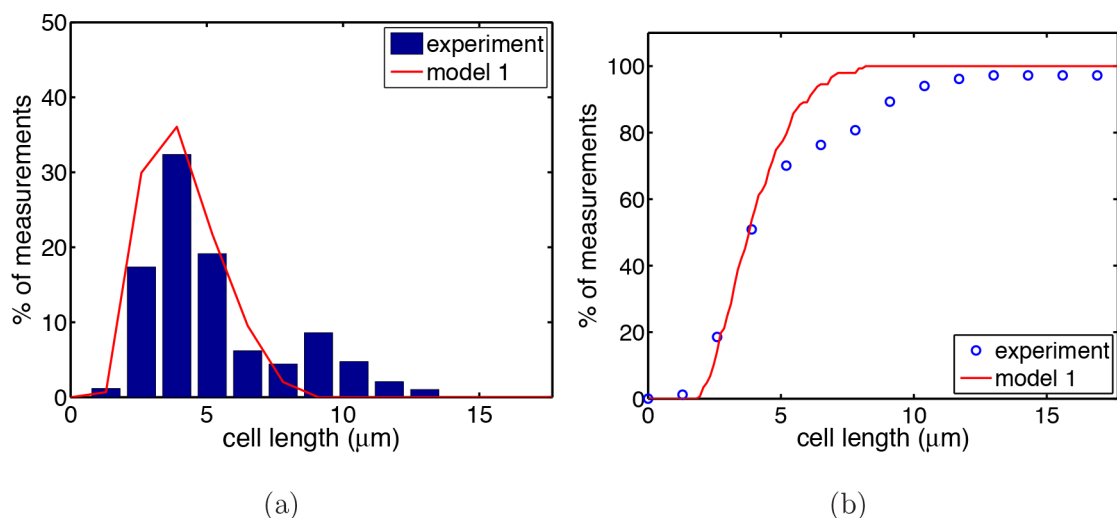 50
40
30
20
10
0
% of measurements
experiment
model 1
0 5 10 15
cell length (μm)
(a)
100
80
60
40
20
0
% of measurements
experiment
model 1
0 5 10 15
cell length (μm)
(b)